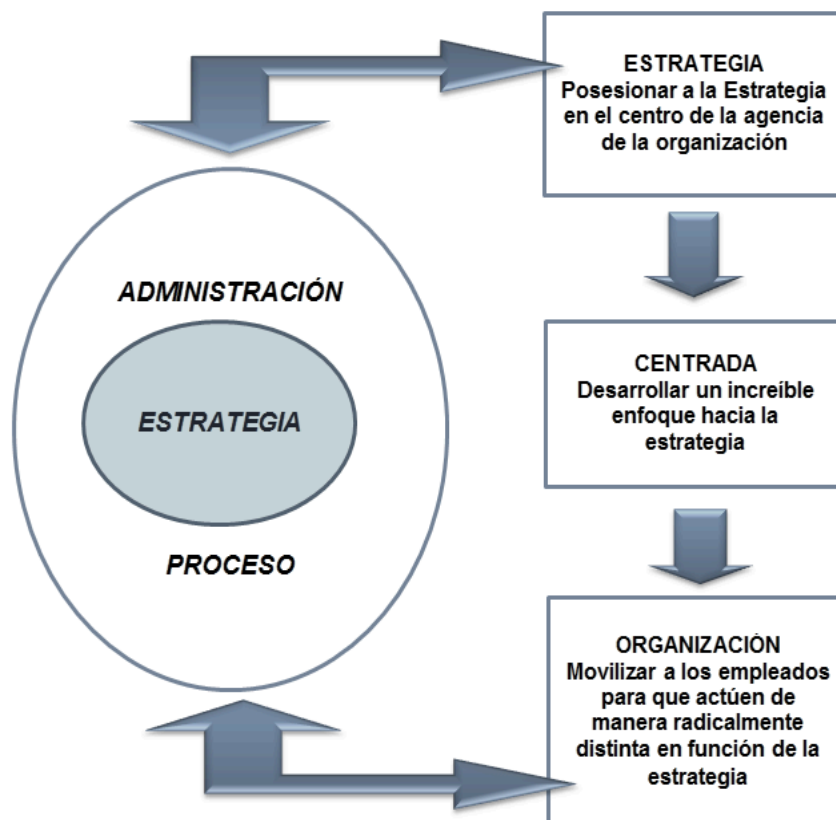 ESTRATEGIA
Posesionar a la Estrategia
en el centro de la agencia
de la organización
ADMINISTRACIÓN
ESTRATEGIA
PROCESO
CENTRADA
Desarrollar un increíble
enfoque hacia la
estrategia
ORGANIZACIÓN
Movilizar a los empleados
para que actúen de
manera radicalmente
distinta en función de la
estrategia